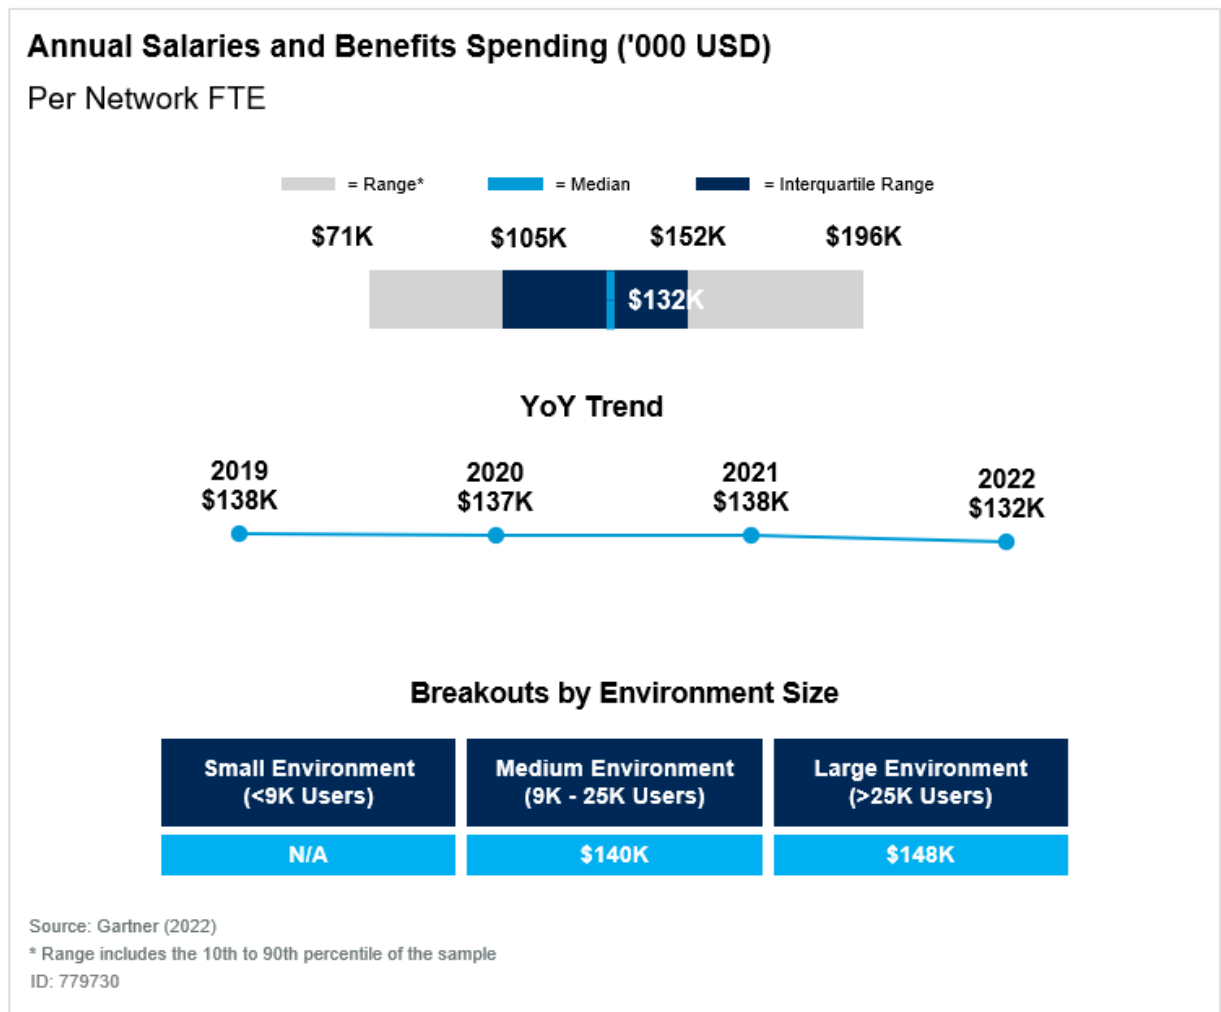 Annual Salaries and Benefits Spending ('000 USD)
Per Network FTE
= Range* = Median = Interquartile Range
$71K $105K $152K $196K
$132K
YoY Trend
2019 2020 2021 2022
$138K $137K $138K $132K
Breakouts by Environment Size
Small Environment Medium Environment Large Environment
(<9K Users) (9K - 25K Users) (>25K Users)
N/A $140K $148K
Source: Gartner (2022)
* Range includes the 10th to 90th percentile of the sample
ID: 779730